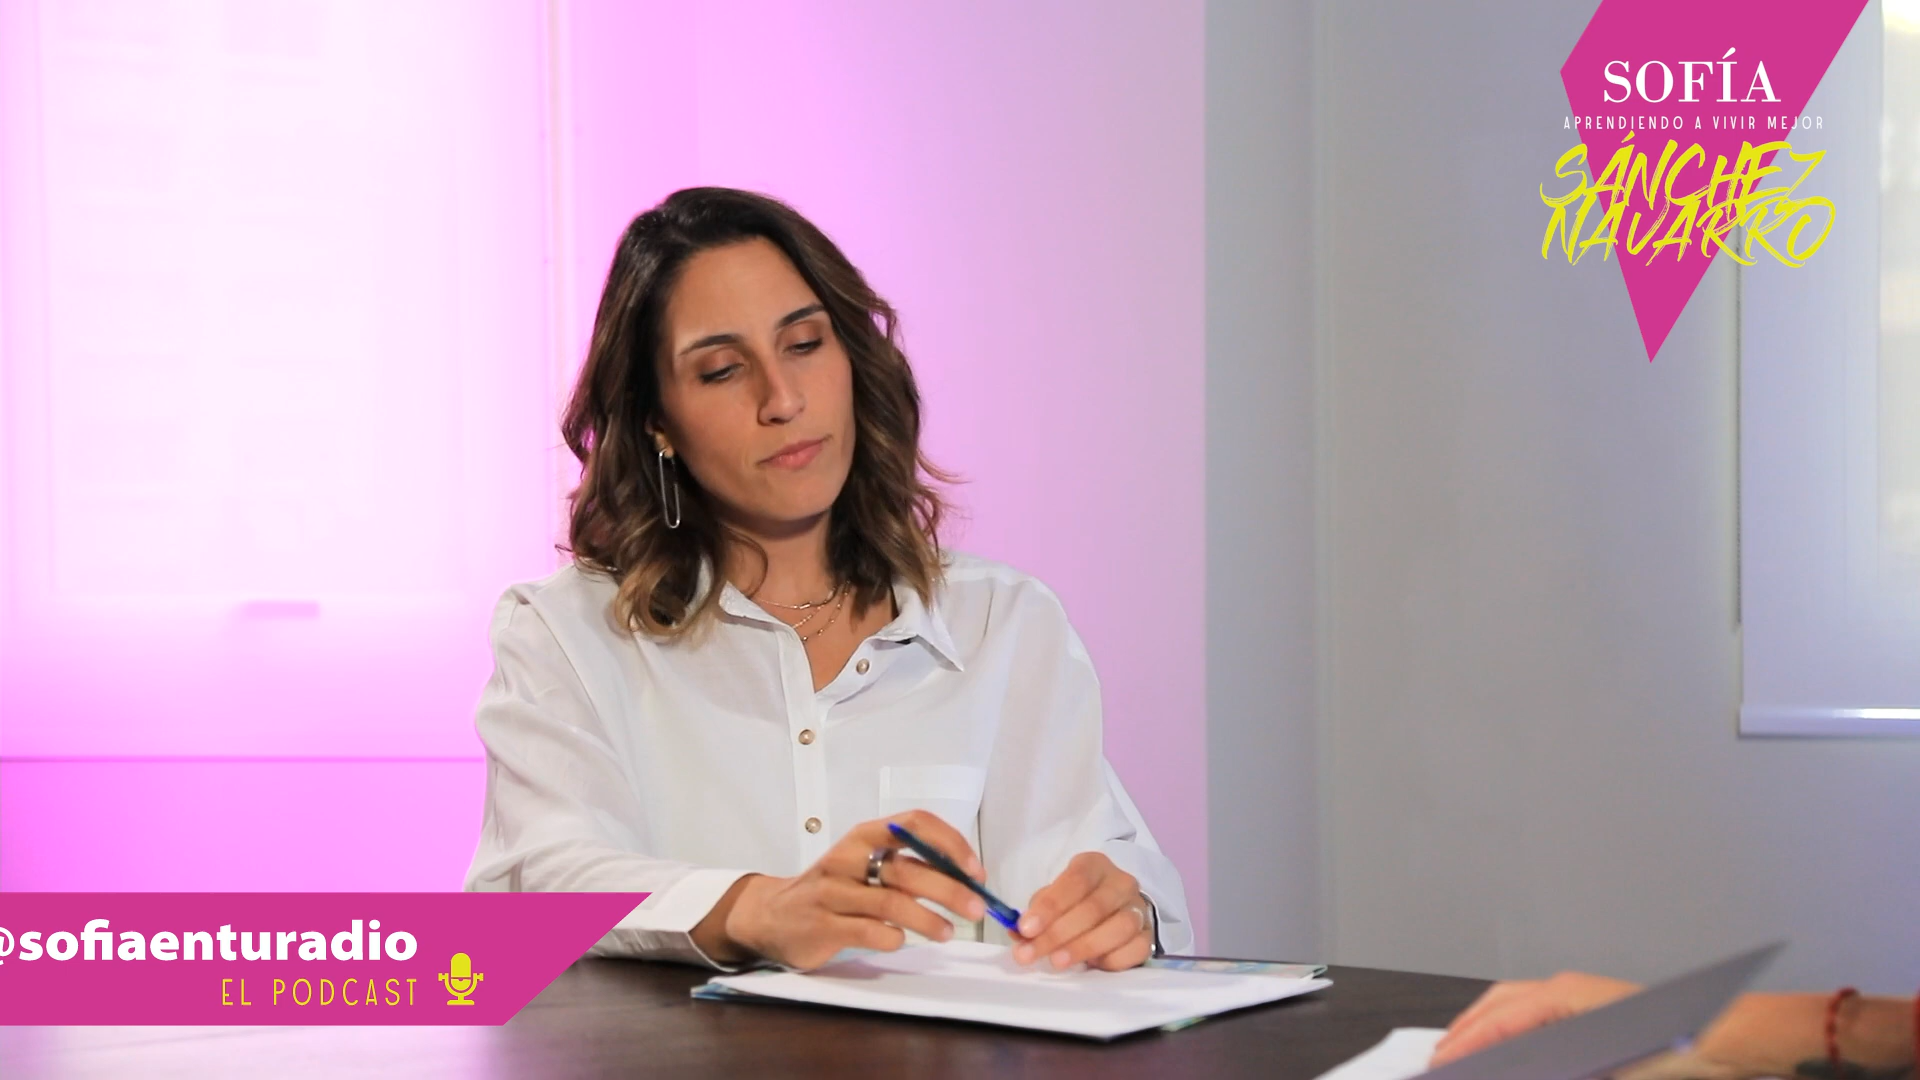 SOFÍA
APRENDIENDO A VIVIR MEJOR
SÁNCHEZ
NAVARRO
@sofiaenturadio
EL PODCAST